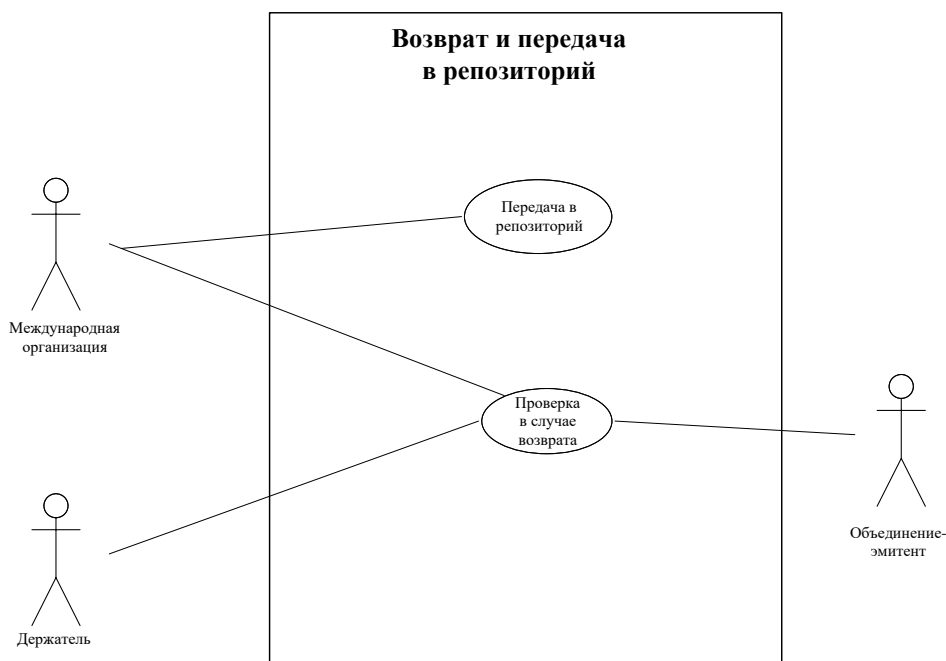 Возврат и передача
в репозиторий
Передача в
репозиторий
Международная
организация
Проверка
в случае
возврата
Объединение-
эмитент
Держатель